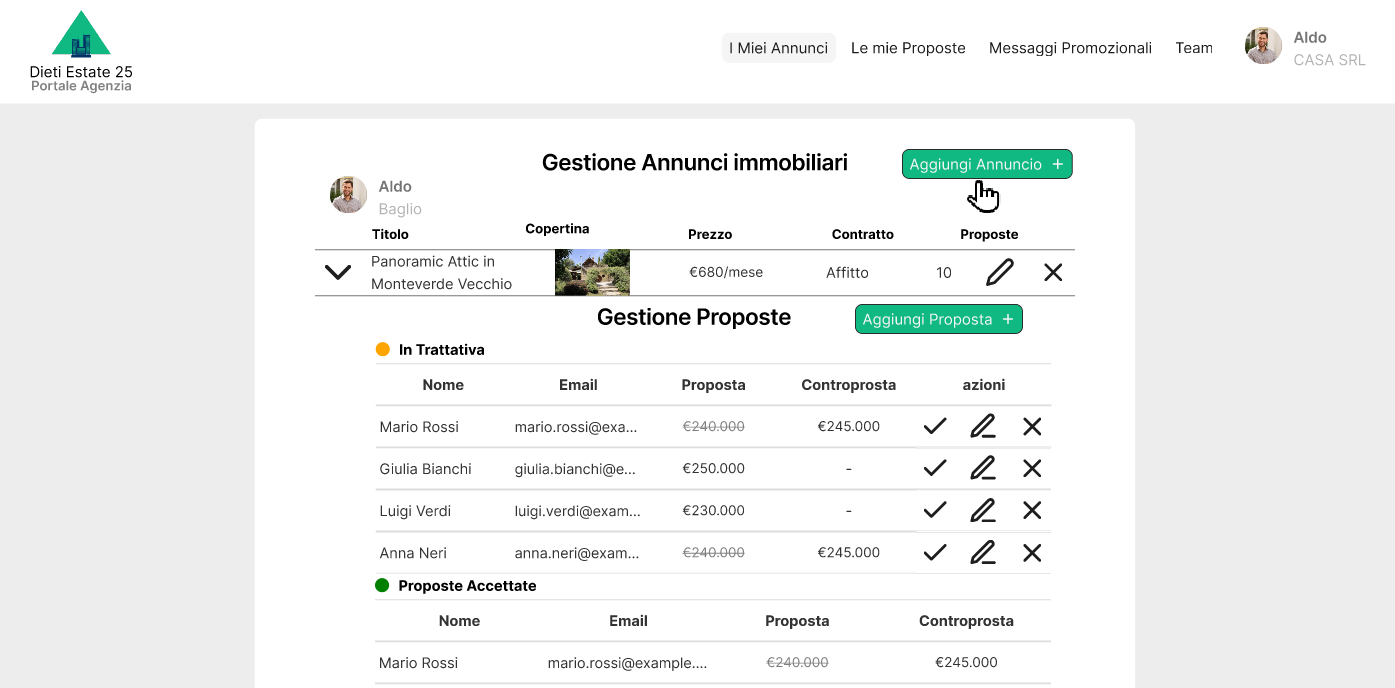 Dieti Estate 25
Portale Agenzia
I Miei Annunci
Le mie Proposte
Messaggi Promozionali
Team
Aldo
CASA SRL
Gestione Annunci immobiliari
Aggiungi Annuncio +
Aldo
Baglio
Titolo Copertina Prezzo Contratto Proposte
Panoramic Attic in
Monteverde Vecchio
€680/mese Affitto 10
Gestione Proposte
Aggiungi Proposta +
In Trattativa
Nome Email Proposta Controprosta azioni
Mario Rossi mario.rossi@exa... €240.000 €245.000
Giulia Bianchi giulia.bianchi@e... €250.000 -
Luigi Verdi luigi.verdi@exam... €230.000 -
Anna Neri anna.neri@exam... €240.000 €245.000
Proposte Accettate
Nome Email Proposta Controprosta
Mario Rossi mario.rossi@example.... €240.000 €245.000